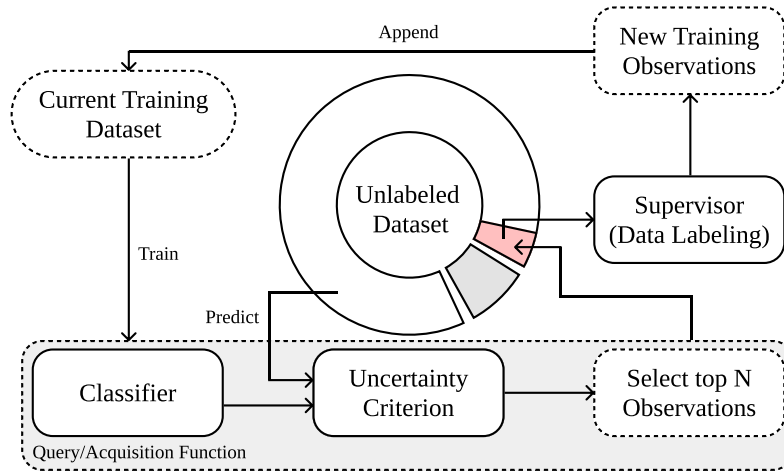 Append
New Training
Observations
Current Training
Dataset
Unlabeled
Dataset
Supervisor
(Data Labeling)
Train
Predict
Classifier
Uncertainty
Criterion
Select top N
Observations
Query/Acquisition Function